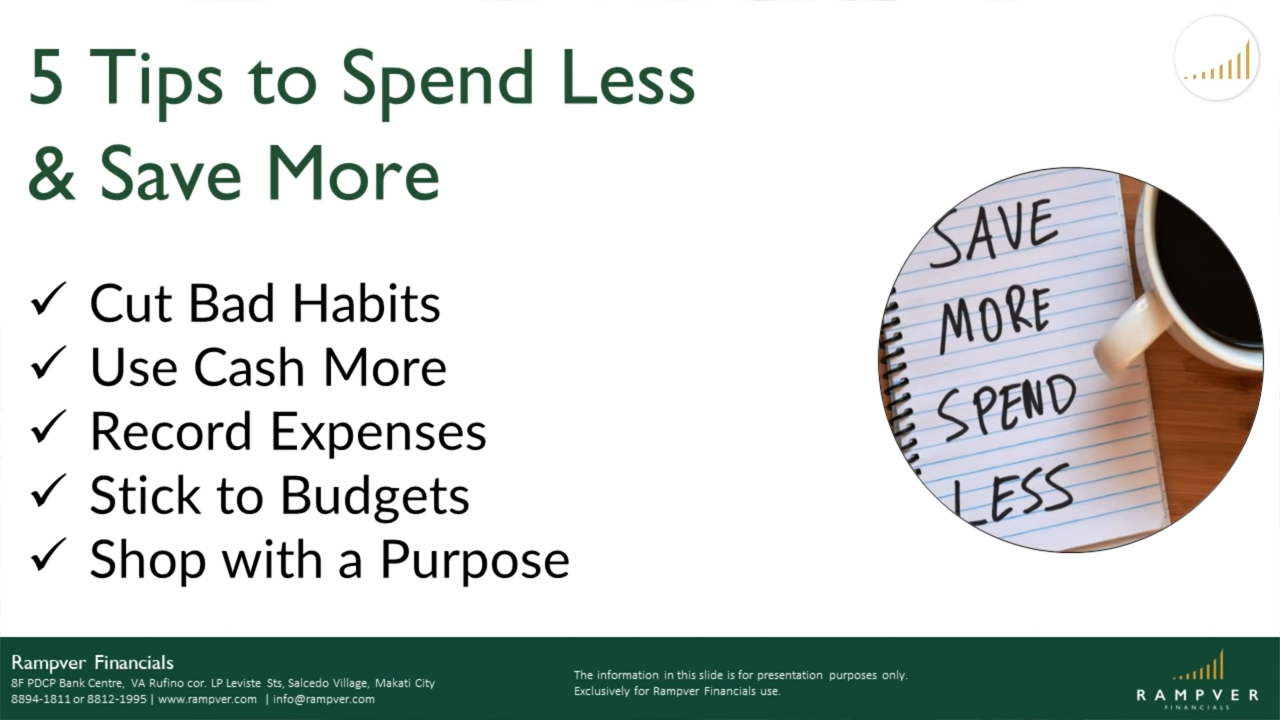 5 Tips to Spend Less
& Save More
✓ Cut Bad Habits
✓ Use Cash More
✓ Record Expenses
✓ Stick to Budgets
✓ Shop with a Purpose
SAVE
MORE
SPEND
LESS
Rampver Financials
8F PDCP Bank Centre, VA Rufino cor. LP Leviste Sts, Salcedo Village, Makati City
8894-1811 or 8812-1995 | www.rampver.com | info@rampver.com
The information in this slide is for presentation purposes only.
Exclusively for Rampver Financials use.
RAMPVER
FINANCIALS